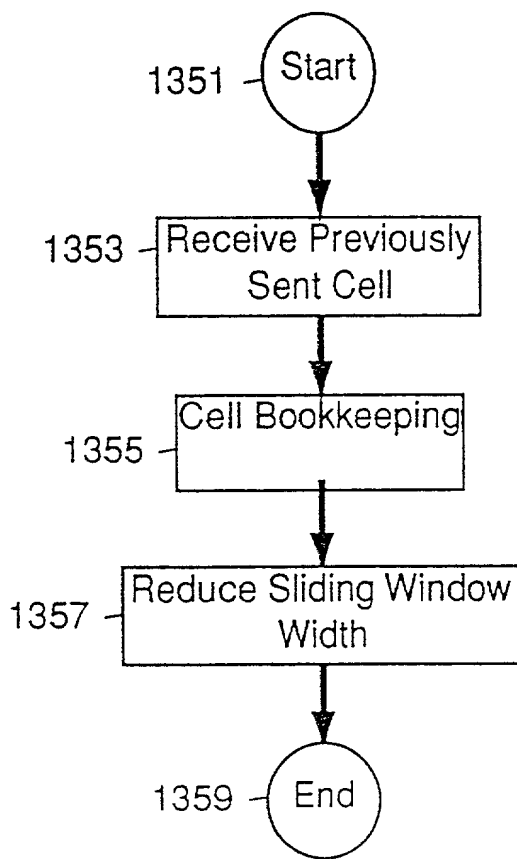 Start
1351
Receive Previously
1353
Sent Cell
Cell Bookkeeping
1355
Reduce Sliding Window
1357
Width
End
1359